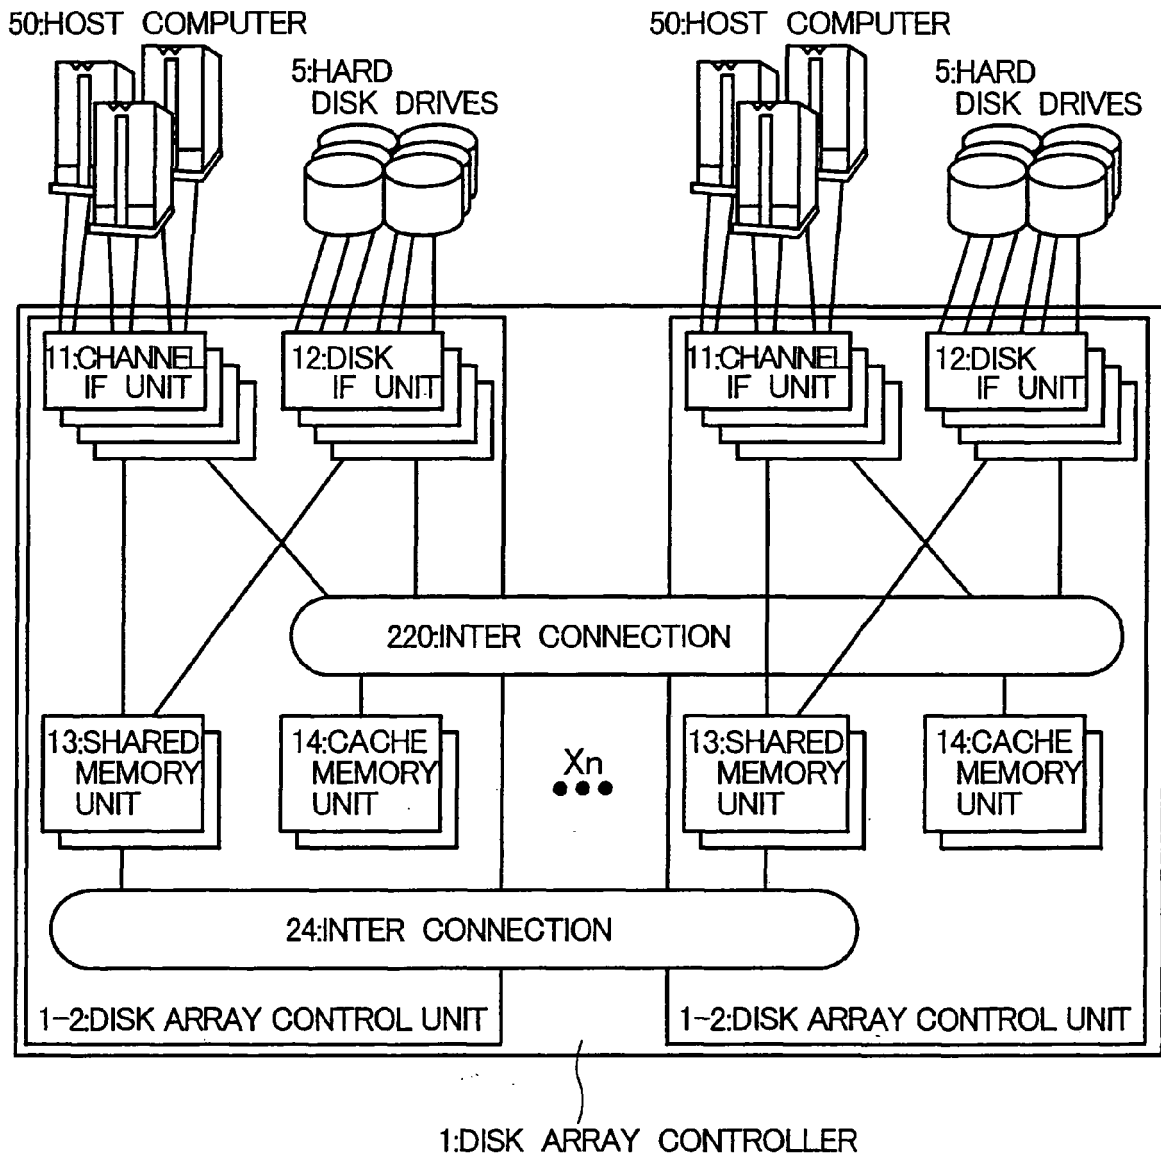 50:HOST COMPUTER
50:HOST COMPUTER
5:HARD
DISK DRIVES
5:HARD
DISK DRIVES
11:CHANNEL
IF UNIT
12:DISK
IF UNIT
11:CHANNEL
IF UNIT
12:DISK
IF UNIT
220:INTER CONNECTION
13:SHARED
MEMORY
UNIT
14:CACHE
MEMORY
UNIT
Xn
13:SHARED
MEMORY
UNIT
14:CACHE
MEMORY
UNIT
24:INTER CONNECTION
1-2:DISK ARRAY CONTROL UNIT
1-2:DISK ARRAY CONTROL UNIT
1:DISK ARRAY CONTROLLER